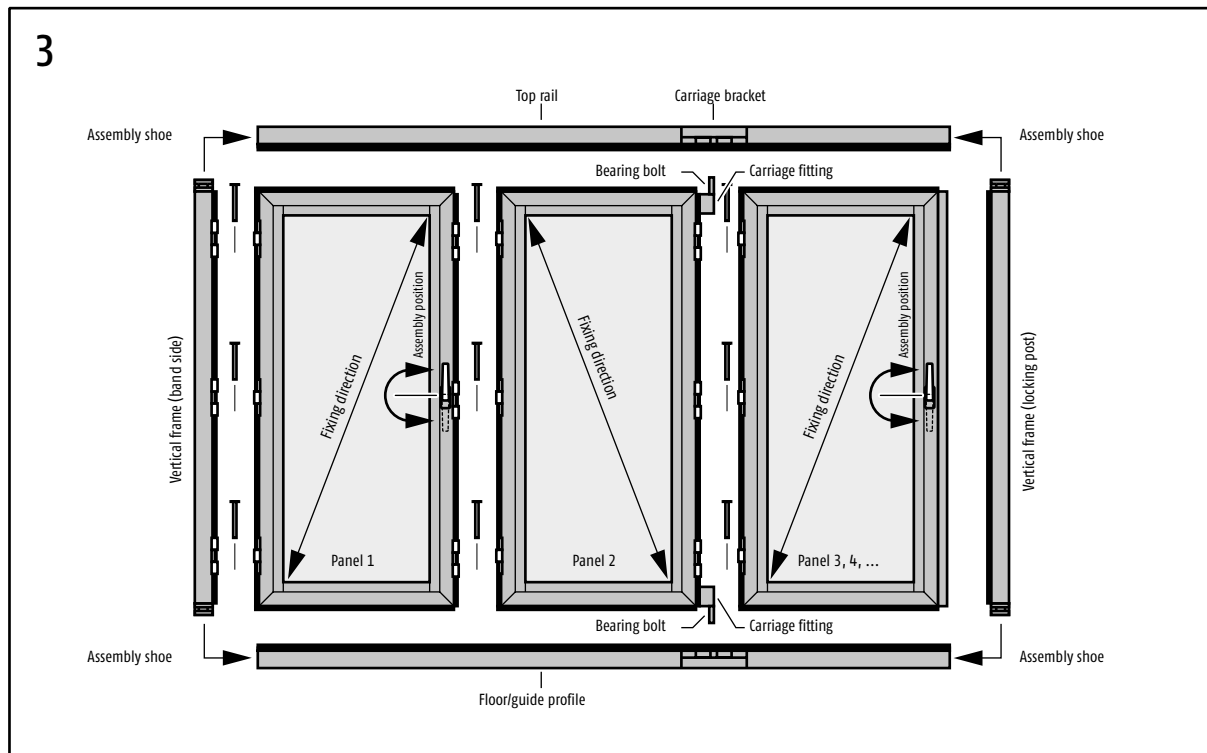 3
Top rail
Carriage bracket
Assembly shoe
Assembly shoe
Bearing bolt
Carriage fitting
Vertical frame (band side)
Fixing direction
Assembly position
Panel 1
Fixing direction
Panel 2
Fixing direction
Assembly position
Panel 3, 4, ...
Vertical frame (locking post)
Bearing bolt
Carriage fitting
Assembly shoe
Assembly shoe
Floor/guide profile